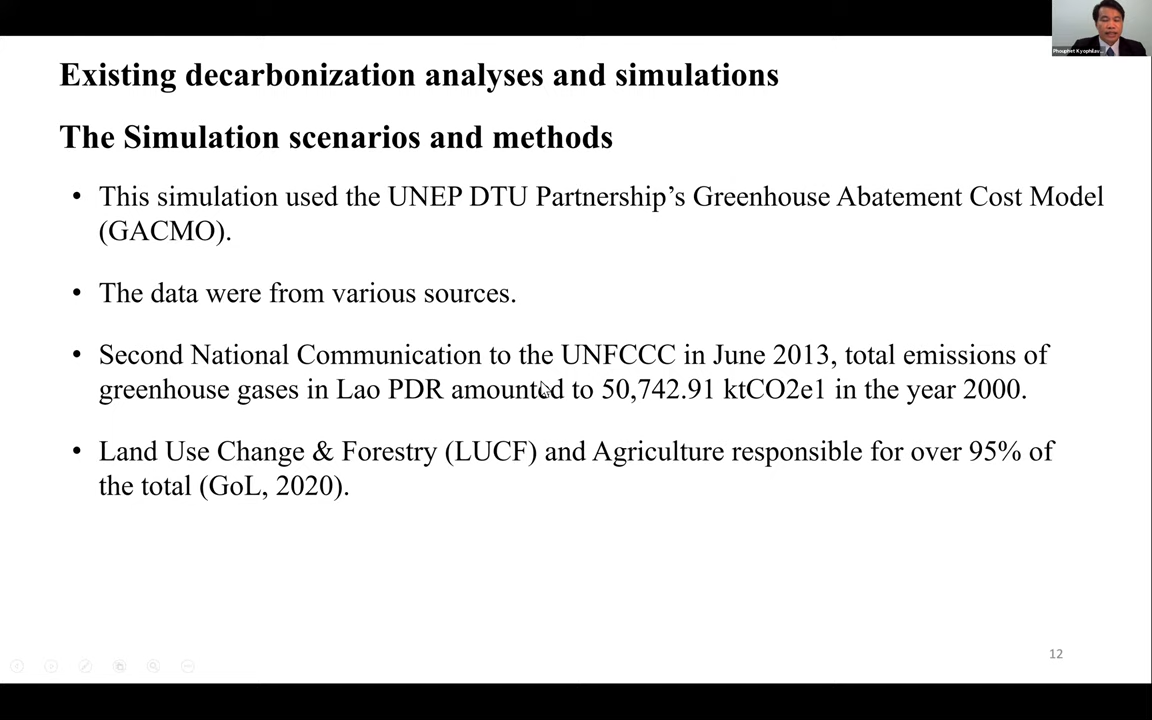 Phouphet Kyophilav...
Existing decarbonization analyses and simulations
The Simulation scenarios and methods
• This simulation used the UNEP DTU Partnership’s Greenhouse Abatement Cost Model
(GACMO).
• The data were from various sources.
• Second National Communication to the UNFCCC in June 2013, total emissions of
greenhouse gases in Lao PDR amounted to 50,742.91 ktCO2e1 in the year 2000.
• Land Use Change & Forestry (LUCF) and Agriculture responsible for over 95% of
the total (GoL, 2020).
12